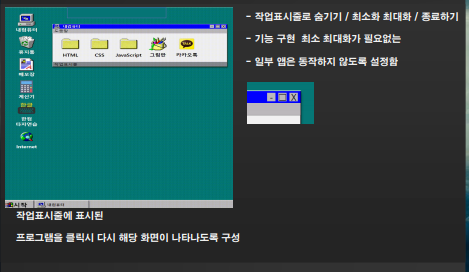 내컴퓨터
휴지통
메모장
계산기
한컴
타자연습
Internet
내컴퓨터
HTML
CSS
JavaScript
그림판
카카오톡
작업표시줄
시작
내컴퓨터
- 작업표시줄로 숨기기 / 최소화 최대화 / 종료하기
- 기능 구현 최소 최대화가 필요없는
- 일부 앱은 동작하지 않도록 설정함
작업표시줄에 표시된
프로그램을 클릭시 다시 해당 화면이 나타나도록 구성